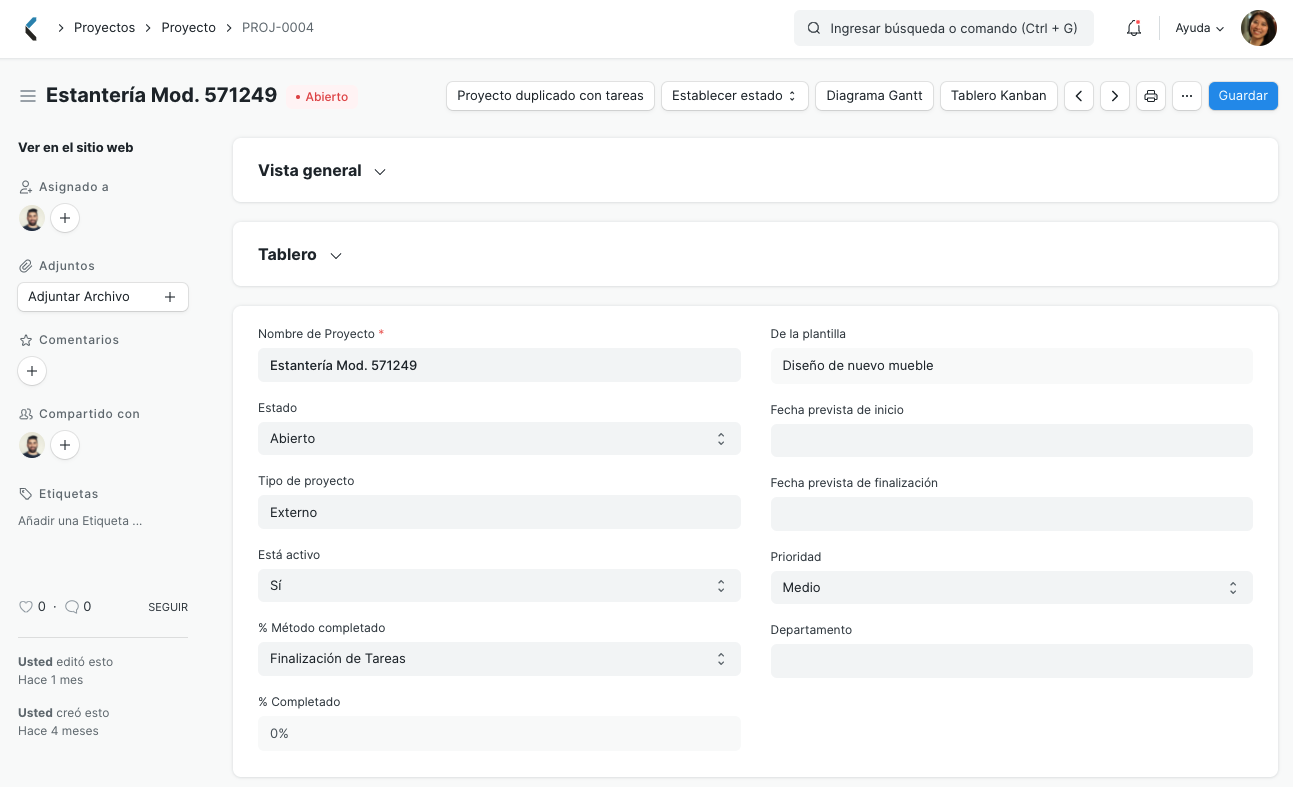 Proyectos
Proyecto
PROJ-0004
Ingresar búsqueda o comando (Ctrl + G)
Ayuda
Estantería Mod. 571249
Abierto
Proyecto duplicado con tareas
Establecer estado
Diagrama Gantt
Tablero Kanban
Guardar
Ver en el sitio web
Asignado a
Adjuntos
Adjuntar Archivo
Comentarios
Compartido con
Etiquetas
Añadir una Etiqueta ...
0 · 0
SEGUIR
Usted editó esto
Hace 1 mes
Usted creó esto
Hace 4 meses
Vista general
Tablero
Nombre de Proyecto *
Estantería Mod. 571249
Estado
Abierto
Tipo de proyecto
Externo
Está activo
Sí
% Método completado
Finalización de Tareas
% Completado
0%
De la plantilla
Diseño de nuevo mueble
Fecha prevista de inicio
Fecha prevista de finalización
Prioridad
Medio
Departamento